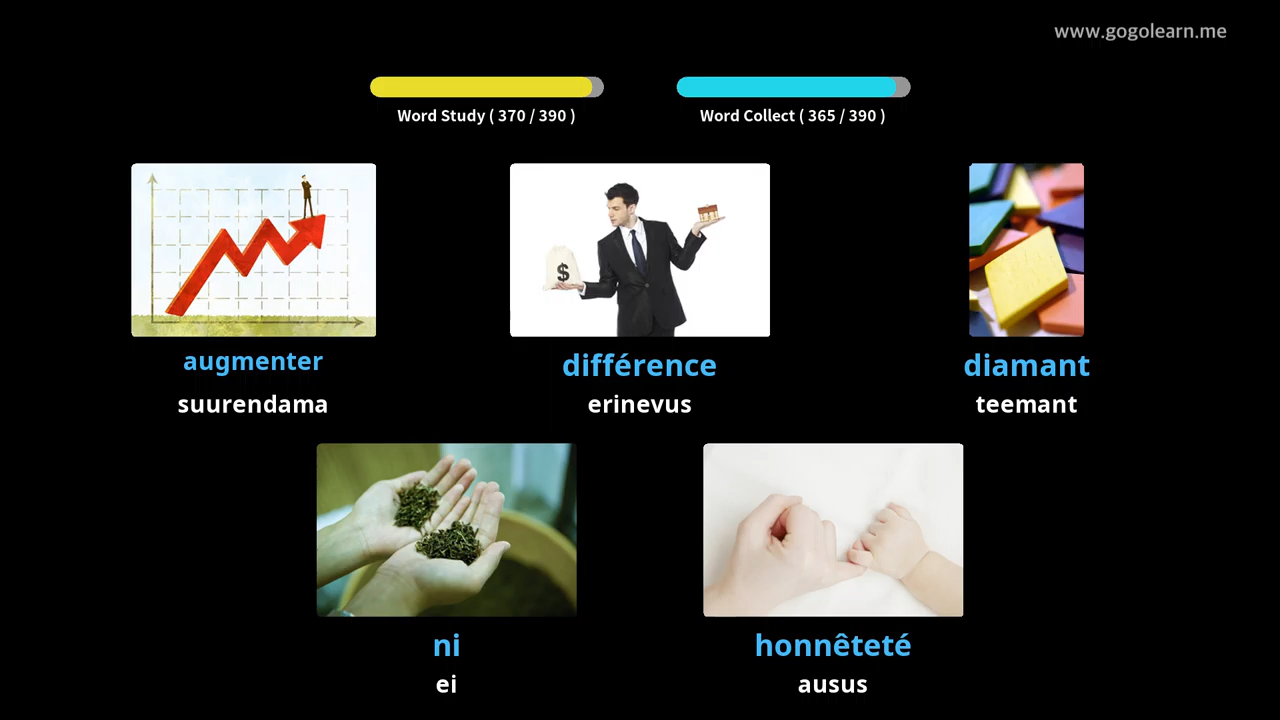 www.gogolearn.me
Word Study ( 370 / 390 )
Word Collect ( 365 / 390 )
$
augmenter
suurendama
différence
erinevus
diamant
teemant
ni
ei
honnêteté
ausus